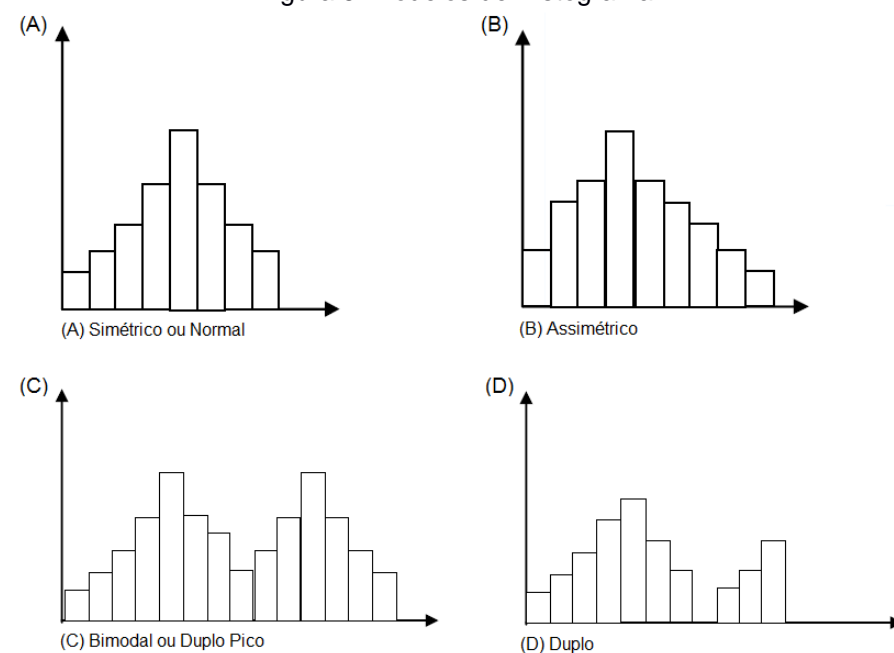 (A)
(B)
(A) Simétrico ou Normal
(B) Assimétrico
(C)
(D)
(C) Bimodal ou Duplo Pico
(D) Duplo